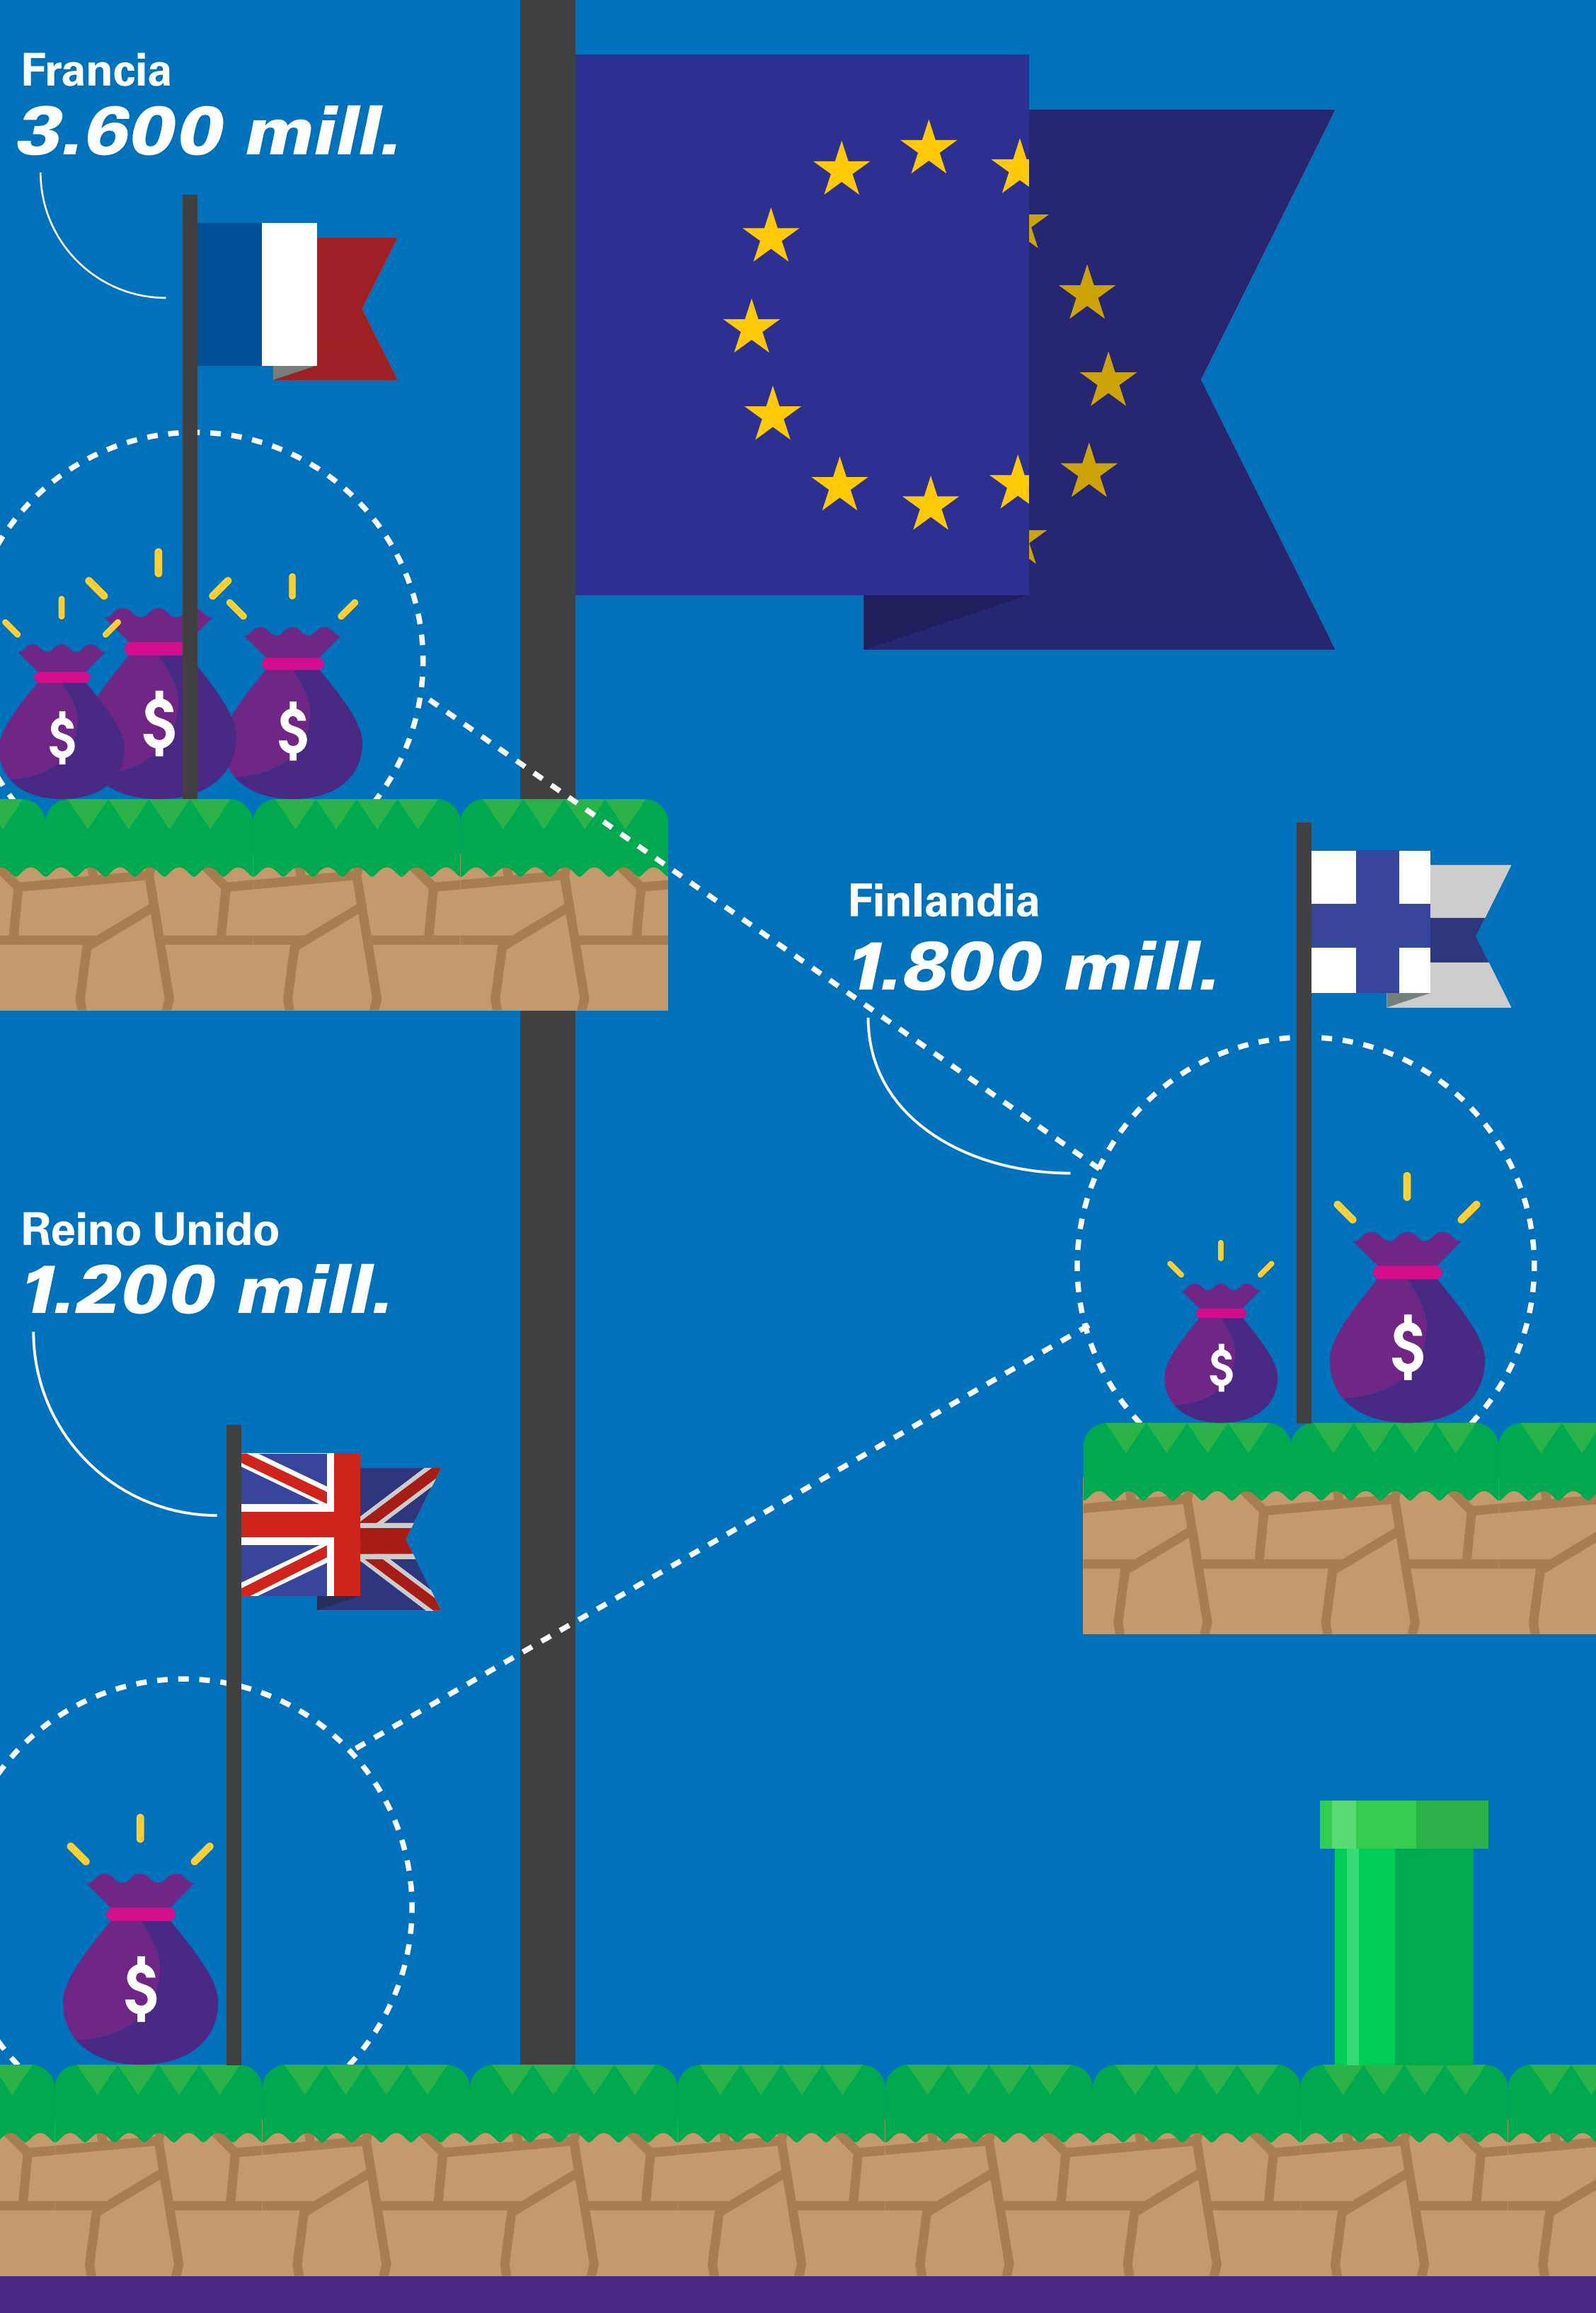 Francia
3.600 mill.
Finlandia
1.800 mill.
Reino Unido
1.200 mill.
$
$
$
$
$
$